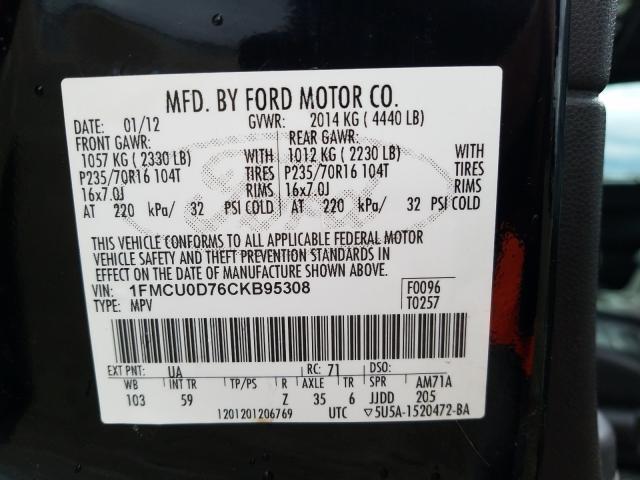 MFD. BY FORD MOTOR CO.
DATE: 01/12 GVWR: 2014 KG ( 4440 LB)
FRONT GAWR: REAR GAWR:
1057 KG ( 2330 LB) WITH 1012 KG ( 2230 LB) WITH
P235/70R16 104T TIRES P235/70R16 104T TIRES
16x7.0J RIMS 16x7.0J RIMS
AT 220 kPa/ 32 PSI COLD AT 220 kPa/ 32 PSI COLD
THIS VEHICLE CONFORMS TO ALL APPLICABLE FEDERAL MOTOR
VEHICLE SAFETY AND THEFT PREVENTION STANDARDS IN
EFFECT ON THE DATE OF MANUFACTURE SHOWN ABOVE.
VIN: 1FMCU0D76CKB95308 F0096
TYPE: MPV T0257
EXT PNT: UA RC: 71 DSO:
WB INT TR TP/PS R AXLE TR SPR AM71A
103 59 Z 35 6 JJDD 205
1201201206769 UTC ▽5U5A-1520472-BA